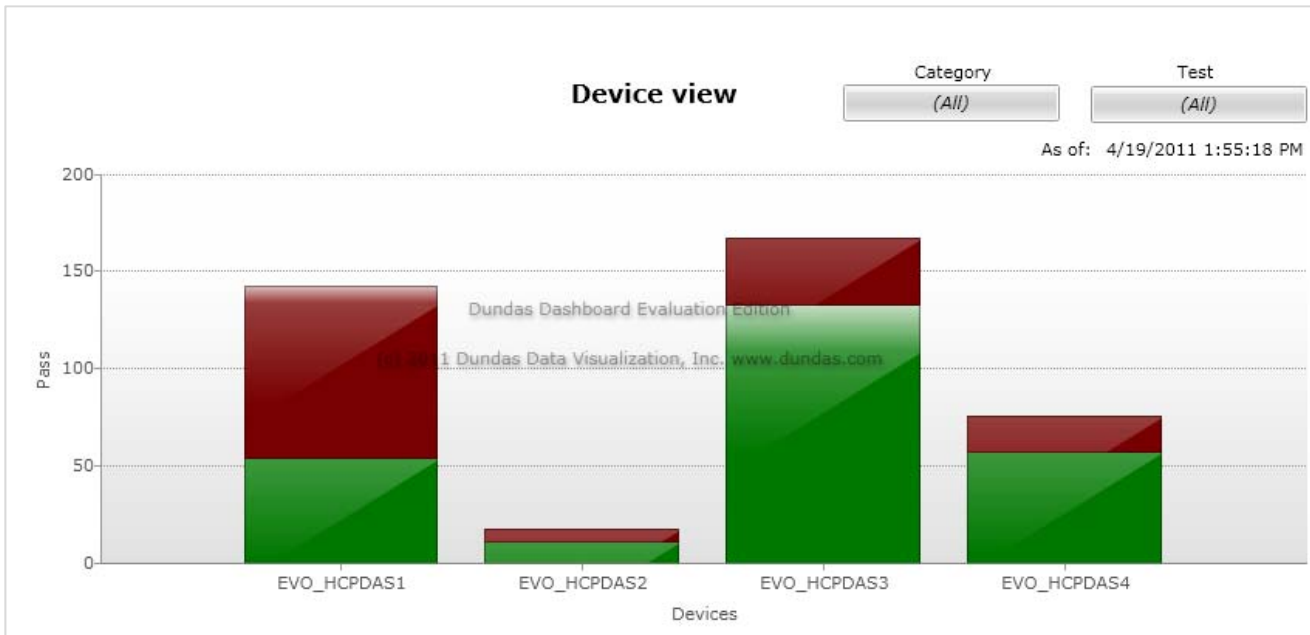 Category
Test
Device view
(All)
(All)
As of: 4/19/2011 1:55:18 PM
200
150
Dundas Dashboard Evaluation Edition
(c) 2011 Dundas Data Visualization, Inc. www.dundas.com
100
Pass
50
0
EVO_HCPDAS1
EVO_HCPDAS2
EVO_HCPDAS3
EVO_HCPDAS4
Devices